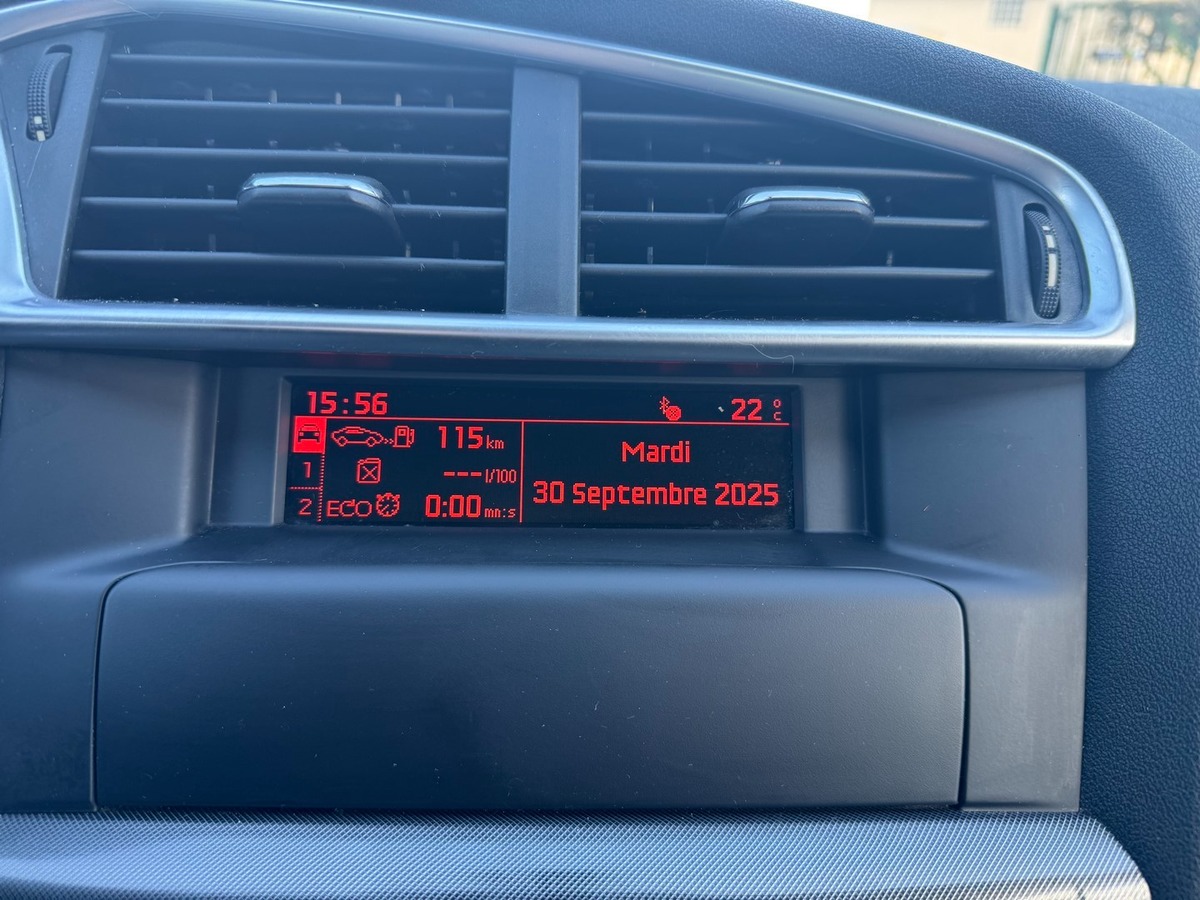 15:56 22 °C
115 km
1 ---l/100
2 ECO 0:00 mn:s
Mardi
30 Septembre 2025